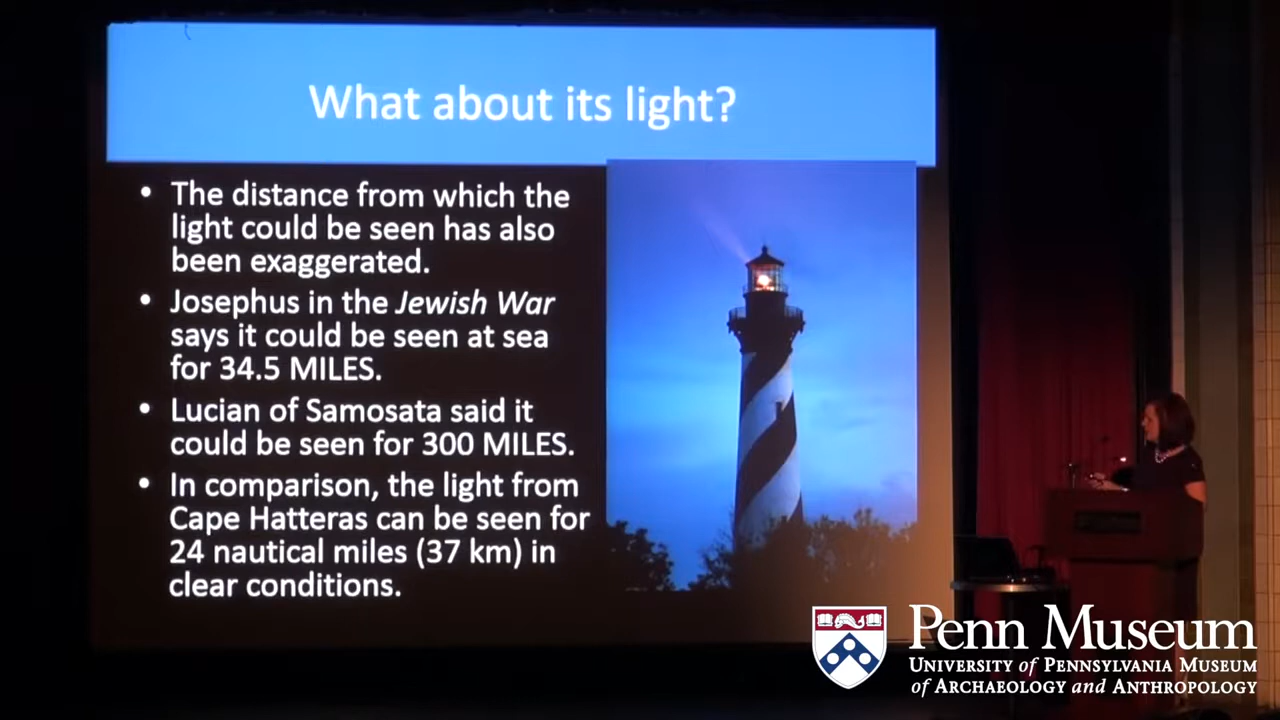 What about its light?
• The distance from which the
light could be seen has also
been exaggerated.
• Josephus in the Jewish War
says it could be seen at sea
for 34.5 MILES.
• Lucian of Samosata said it
could be seen for 300 MILES.
• In comparison, the light from
Cape Hatteras can be seen for
24 nautical miles (37 km) in
clear conditions.
Penn Museum
University of Pennsylvania Museum
of Archaeology and Anthropology